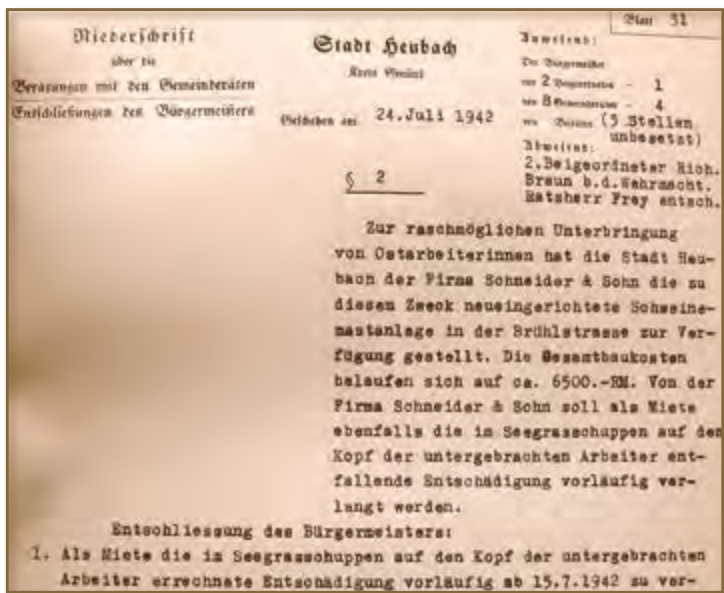 Blatt 31
Niederschrift
über die
Beratungen mit den Gemeinderäten
Entschließungen des Bürgermeisters
Stadt Heubach
Kreis Gmünd
Geschehen am 24.Juli 1942
Anwesend:
Der Bürgermeister
von 2 Beigeordneten - 1
von 8 Gemeinderäten - 4
(3 Stellen
unbesetzt)
Abwesend:
2.Beigeordneter Rich.
Braun b.d.Wehrmacht.
Ratsherr Frey entsch.
§ 2
Zur raschmöglichen Unterbringung
von Ostarbeiterinnen hat die Stadt Heu-
bach der Firma Schneider & Sohn die zu
diesem Zweck neueingerichtete Schweine-
mastanlage in der Brühlstrasse zur Ver-
fügung gestellt. Die Gesamtbaukosten
belaufen sich auf ca. 6500.-RM. Von der
Firma Schneider & Sohn soll als Miete
ebenfalls die im Seegrasschuppen auf den
Kopf der untergebrachten Arbeiter ent-
fallende Entschädigung vorläufig ver-
langt werden.
Entschliessung des Bürgermeisters:
1. Als Miete die im Seegrasschuppen auf den Kopf der untergebrachten
Arbeiter errechnete Entschädigung vorläufig ab 15.7.1942 zu ver-